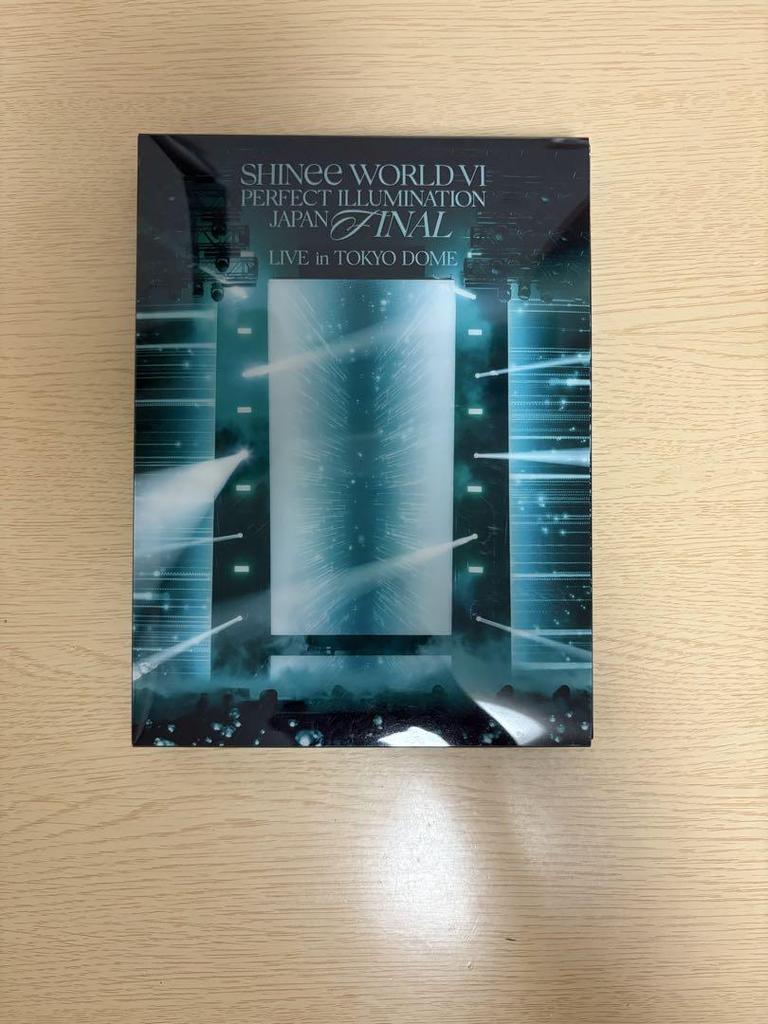 SHINee WORLD VI
PERFECT ILLUMINATION
JAPAN FINAL
LIVE in TOKYO DOME